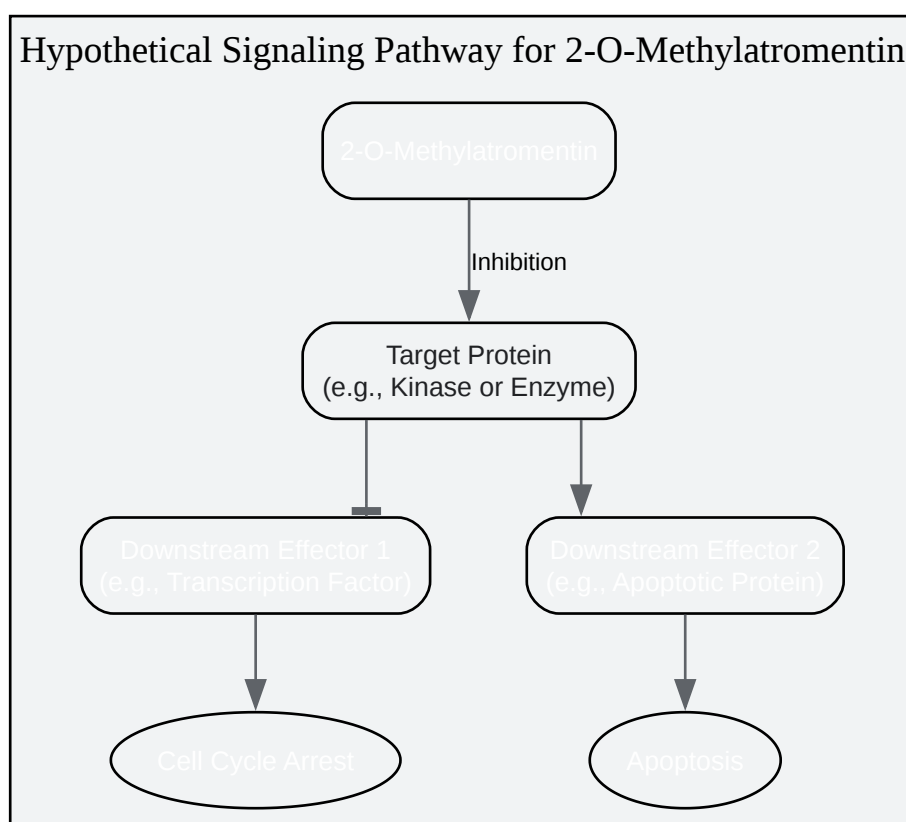 Hypothetical Signaling Pathway for 2-O-Methylatromentin
2-O-Methylatromentin
Inhibition
Target Protein
(e.g., Kinase or Enzyme)
Downstream Effector 1
(e.g., Transcription Factor)
Downstream Effector 2
(e.g., Apoptotic Protein)
Cell Cycle Arrest
Apoptosis